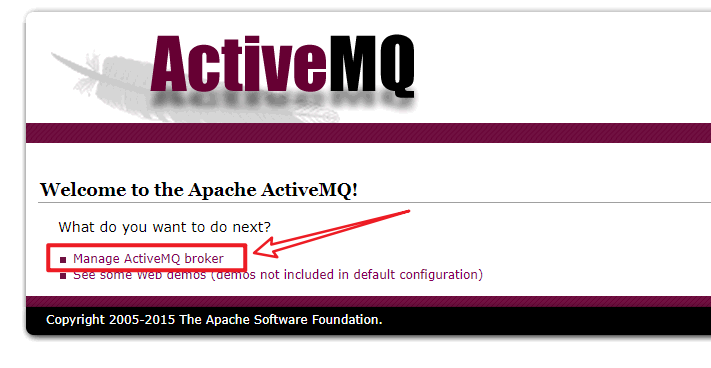 ActiveMQ
Welcome to the Apache ActiveMQ!
What do you want to do next?
Manage ActiveMQ broker
See some Web demos (demos not included in default configuration)
Copyright 2005-2015 The Apache Software Foundation.